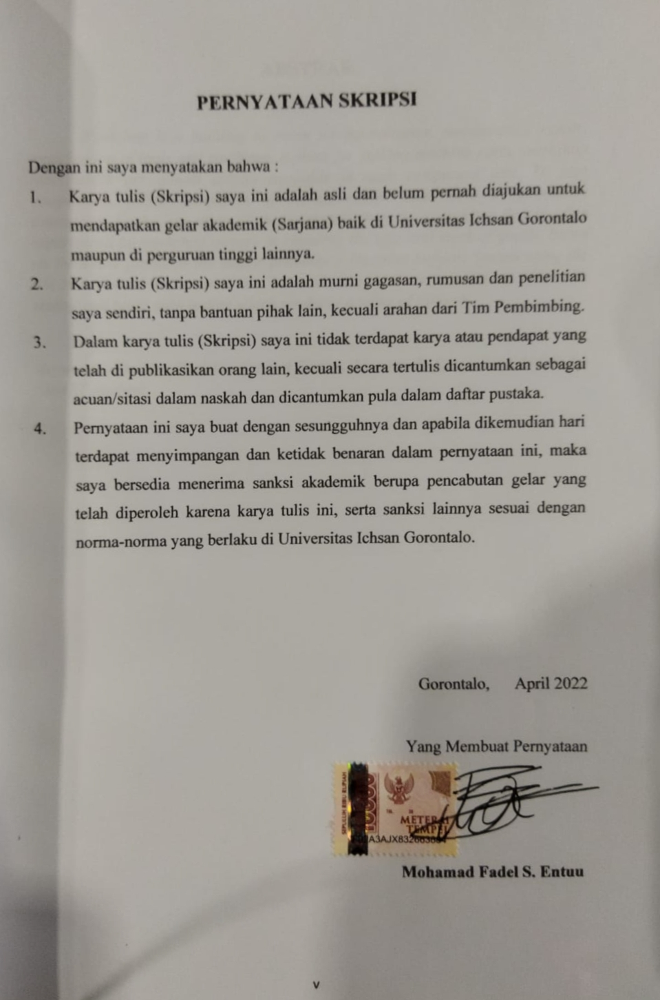 PERNYATAAN SKRIPSI
Dengan ini saya menyatakan bahwa :
1. Karya tulis (Skripsi) saya ini adalah asli dan belum pernah diajukan untuk
mendapatkan gelar akademik (Sarjana) baik di Universitas Ichsan Gorontalo
maupun di perguruan tinggi lainnya.
2. Karya tulis (Skripsi) saya ini adalah murni gagasan, rumusan dan penelitian
saya sendiri, tanpa bantuan pihak lain, kecuali arahan dari Tim Pembimbing.
3. Dalam karya tulis (Skripsi) saya ini tidak terdapat karya atau pendapat yang
telah di publikasikan orang lain, kecuali secara tertulis dicantumkan sebagai
acuan/sitasi dalam naskah dan dicantumkan pula dalam daftar pustaka.
4. Pernyataan ini saya buat dengan sesungguhnya dan apabila dikemudian hari
terdapat menyimpangan dan ketidak benaran dalam pernyataan ini, maka
saya bersedia menerima sanksi akademik berupa pencabutan gelar yang
telah diperoleh karena karya tulis ini, serta sanksi lainnya sesuai dengan
norma-norma yang berlaku di Universitas Ichsan Gorontalo.
Gorontalo, April 2022
Yang Membuat Pernyataan
SEPULUH RIBU RUPIAH
METERAI
TEMPEL
Mohamad Fadel S. Entuu
v